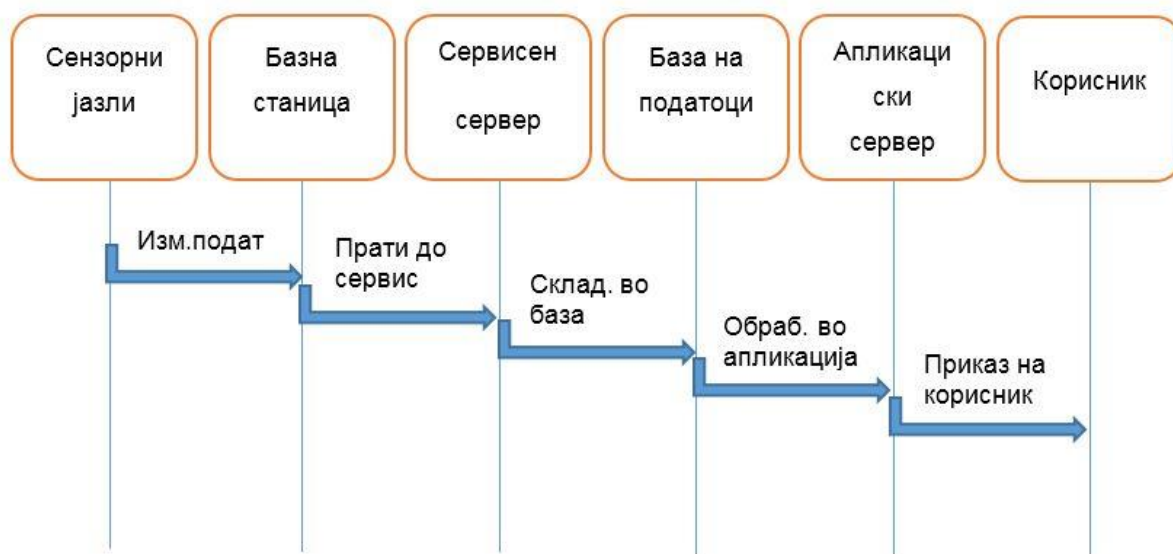 Сензорни
јазли
Базна
станица
Сервисен
сервер
База на
податоци
Апликаци
ски
сервер
Корисник
Изм.подат
Прати до
сервис
Склад. во
база
Обраб. во
апликација
Приказ на
корисник